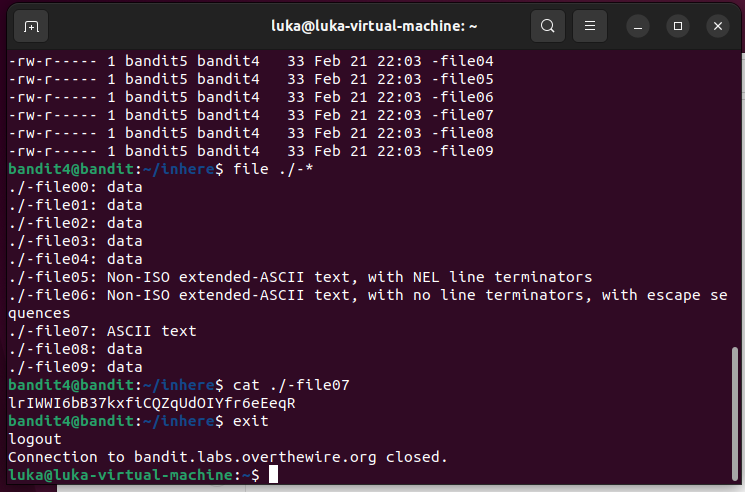 luka@luka-virtual-machine: ~
-rw-r----- 1 bandit5 bandit4   33 Feb 21 22:03 -file04
-rw-r----- 1 bandit5 bandit4   33 Feb 21 22:03 -file05
-rw-r----- 1 bandit5 bandit4   33 Feb 21 22:03 -file06
-rw-r----- 1 bandit5 bandit4   33 Feb 21 22:03 -file07
-rw-r----- 1 bandit5 bandit4   33 Feb 21 22:03 -file08
-rw-r----- 1 bandit5 bandit4   33 Feb 21 22:03 -file09
bandit4@bandit:~/inhere$ file ./-*
./-file00: data
./-file01: data
./-file02: data
./-file03: data
./-file04: data
./-file05: Non-ISO extended-ASCII text, with NEL line terminators
./-file06: Non-ISO extended-ASCII text, with no line terminators, with escape se
quences
./-file07: ASCII text
./-file08: data
./-file09: data
bandit4@bandit:~/inhere$ cat ./-file07
lrIWWI6bB37kxfiCQZqUdOIYfr6eEeqR
bandit4@bandit:~/inhere$ exit
logout
Connection to bandit.labs.overthewire.org closed.
luka@luka-virtual-machine:~$